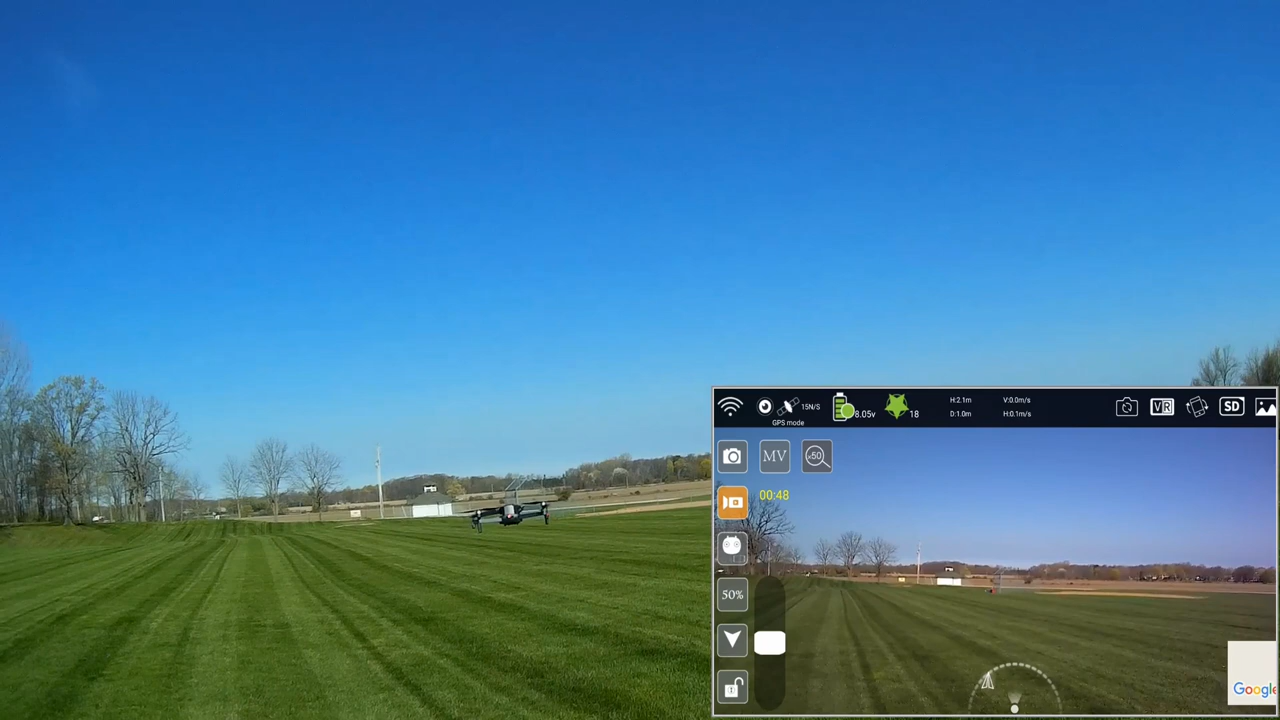 15N/S
GPS mode
8.05v
18
H:2.1m
D:1.0m
V:0.0m/s
H:0.1m/s
VR
SD
MV
x50
00:48
50%
Google